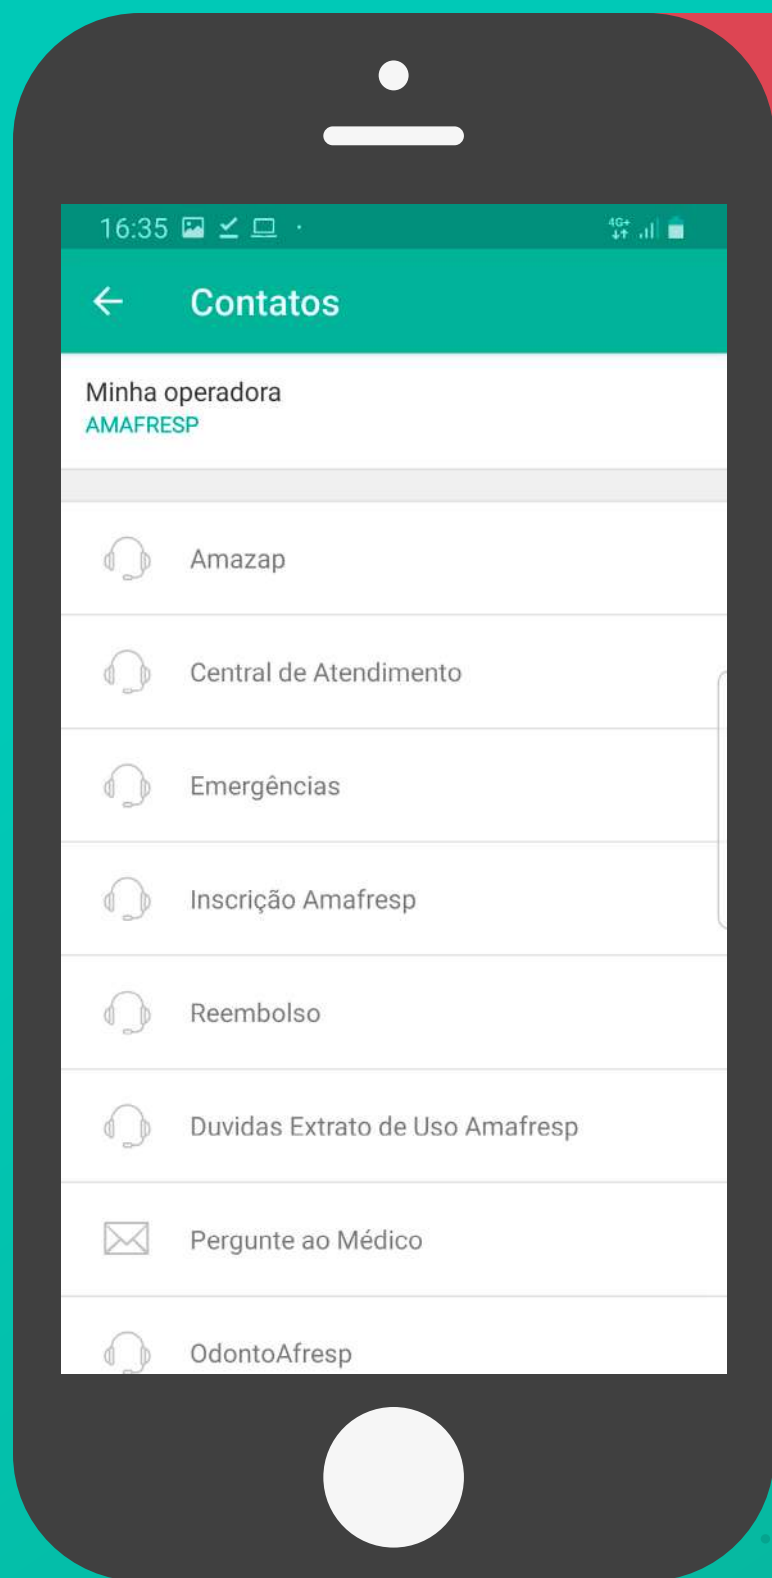 16:35
4G+
Contatos
Minha operadora
AMAFRESP
Amazap
Central de Atendimento
Emergências
Inscrição Amafresp
Reembolso
Duvidas Extrato de Uso Amafresp
Pergunte ao Médico
OdontoAfresp